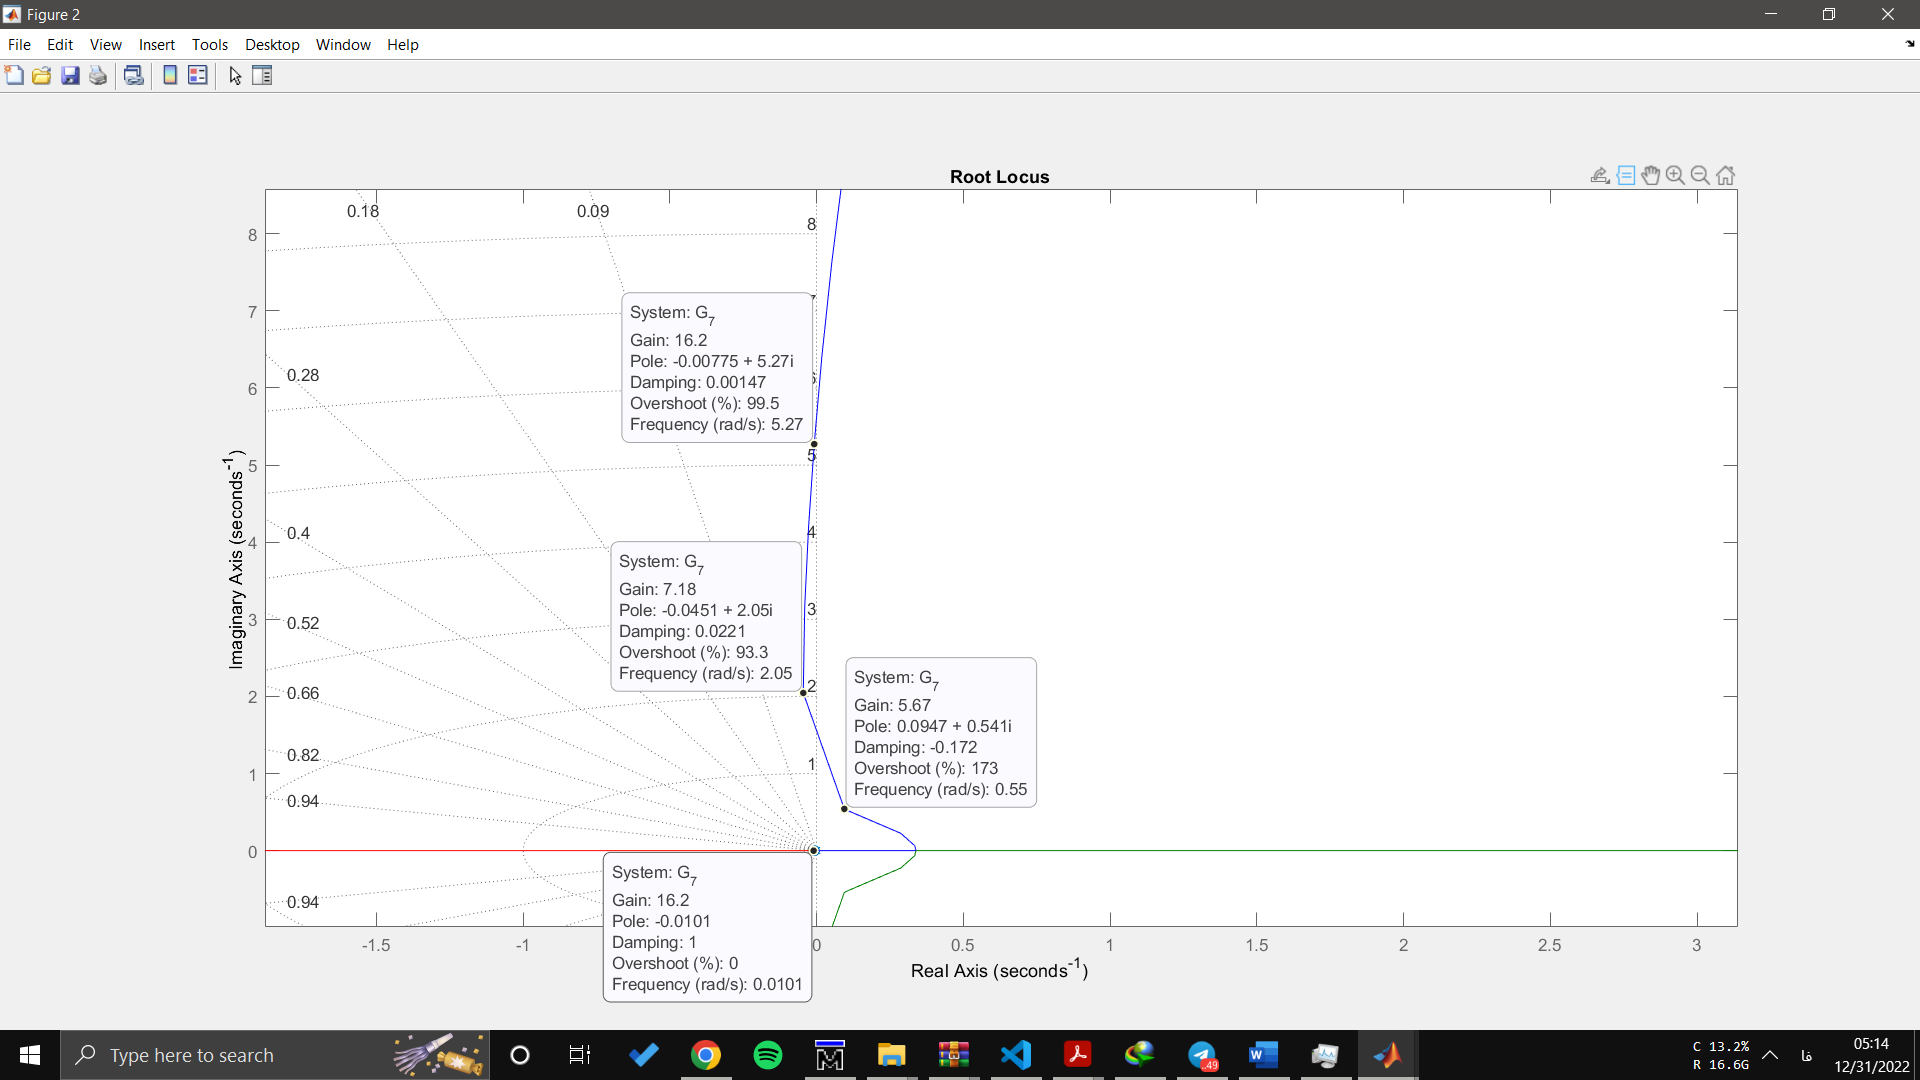 Figure 2
File Edit View Insert Tools Desktop Window Help
Root Locus
0.18
0.09
8
8
7
System: G7
Gain: 16.2
Pole: -0.00775 + 5.27i
Damping: 0.00147
Overshoot (%): 99.5
Frequency (rad/s): 5.27
0.28
6
5
5
0.4
4
4
System: G7
Gain: 7.18
Pole: -0.0451 + 2.05i
Damping: 0.0221
Overshoot (%): 93.3
Frequency (rad/s): 2.05
3
3
0.52
2
2
0.66
System: G7
Gain: 5.67
Pole: 0.0947 + 0.541i
Damping: -0.172
Overshoot (%): 173
Frequency (rad/s): 0.55
0.82
1
1
0.94
0
System: G7
Gain: 16.2
Pole: -0.0101
Damping: 1
Overshoot (%): 0
Frequency (rad/s): 0.0101
0.94
Imaginary Axis (seconds-1)
-1.5 -1 0 0.5 1 1.5 2 2.5 3
Real Axis (seconds-1)
Type here to search
.49
C 13.2%
R 16.6G
فا
05:14
12/31/2022